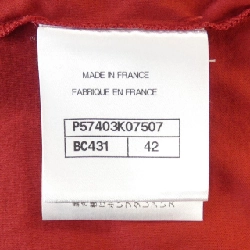 MADE IN FRANCE
FABRIQUE EN FRANCE
P57403K07507
BC431 42